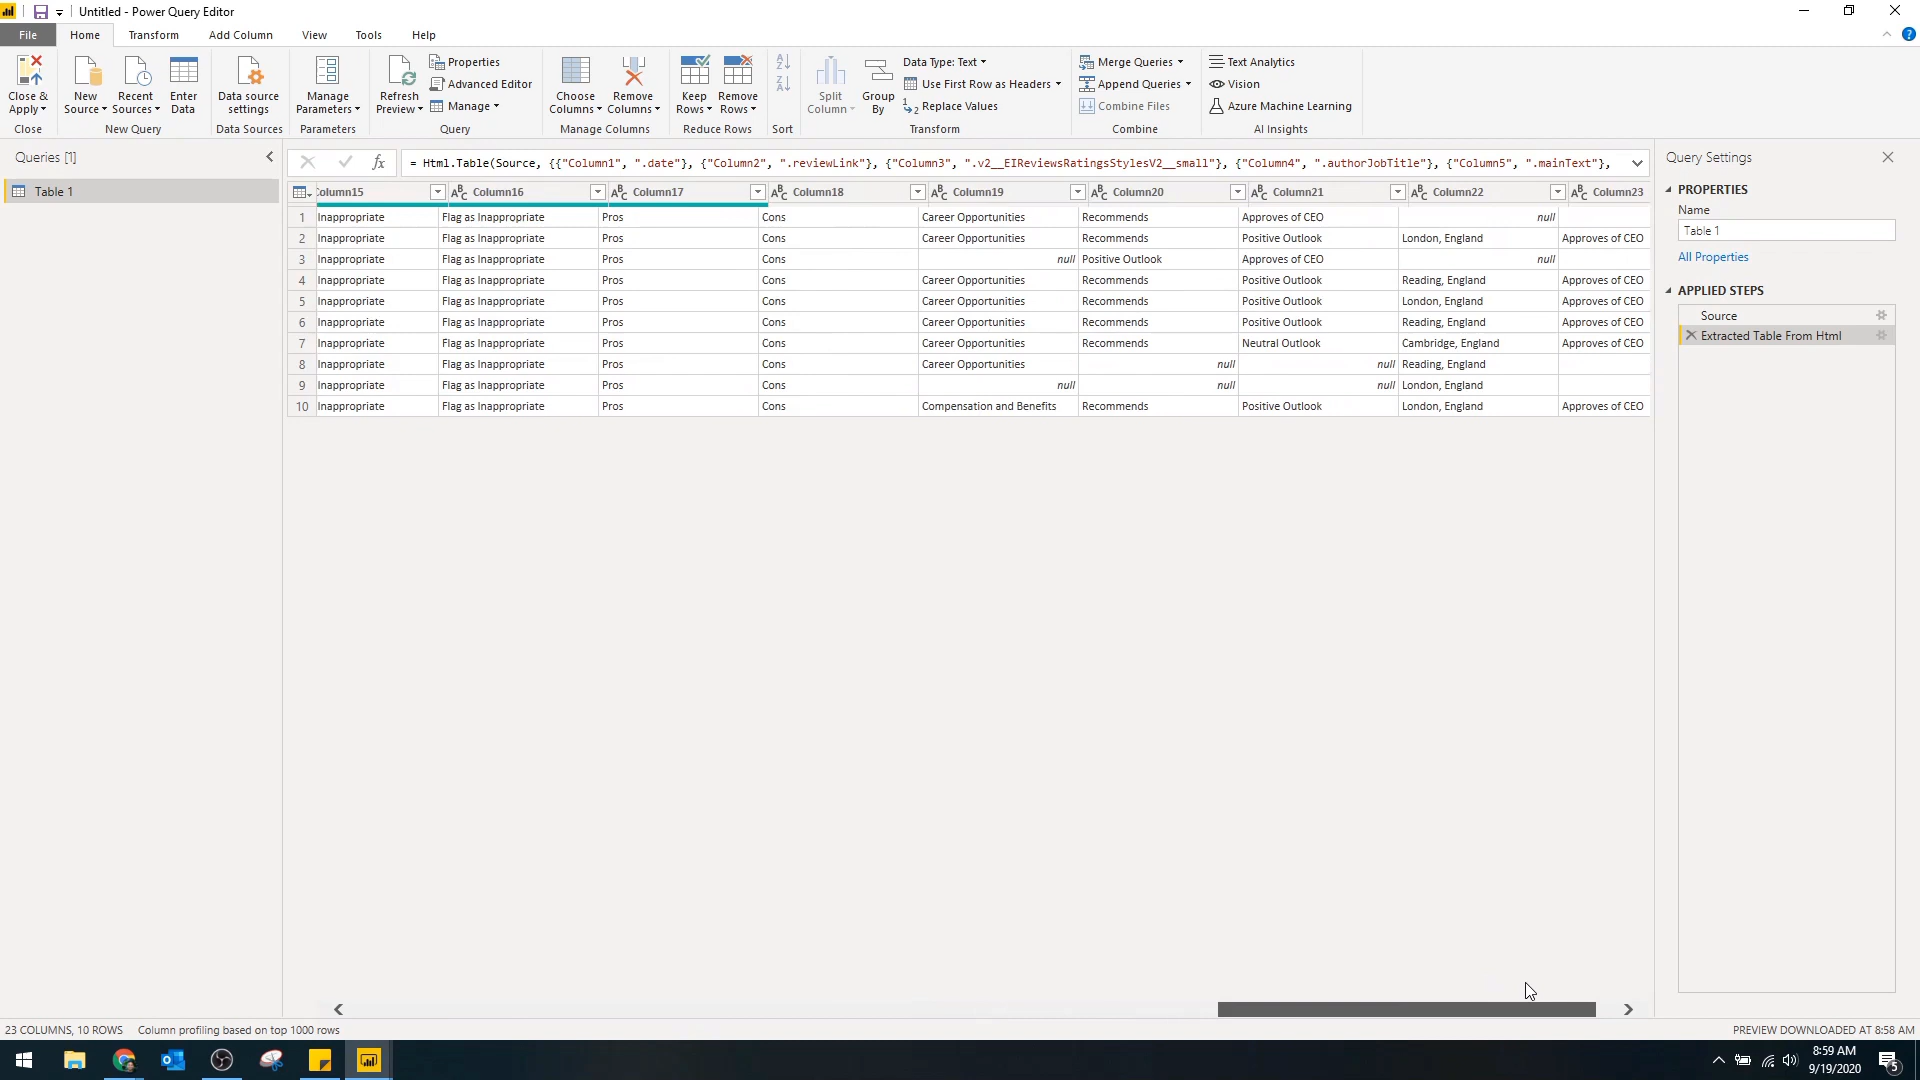 Untitled - Power Query Editor
File Home Transform Add Column View Tools Help
Close & Apply
New Source
Recent Sources
Enter Data
Data source settings
Manage Parameters
Refresh Preview
Properties
Advanced Editor
Manage
Choose Columns
Remove Columns
Keep Rows
Remove Rows
Split Column
Group By
Data Type: Text
Use First Row as Headers
Replace Values
Merge Queries
Append Queries
Combine Files
Text Analytics
Vision
Azure Machine Learning
Close New Query Data Sources Parameters Query Manage Columns Reduce Rows Sort Transform Combine AI Insights
Queries [1]
Table 1
= Html.Table(Source, {{"Column1", ".date"}, {"Column2", ".reviewLink"}, {"Column3", ".v2__EIReviewsRatingsStylesV2__small"}, {"Column4", ".authorJobTitle"}, {"Column5", ".mainText"},
Column15 Column16 Column17 Column18 Column19 Column20 Column21 Column22 Column23
1 Inappropriate Flag as Inappropriate Pros Cons Career Opportunities Recommends Approves of CEO null
2 Inappropriate Flag as Inappropriate Pros Cons Career Opportunities Recommends Positive Outlook London, England Approves of CEO
3 Inappropriate Flag as Inappropriate Pros Cons null Positive Outlook Approves of CEO null
4 Inappropriate Flag as Inappropriate Pros Cons Career Opportunities Recommends Positive Outlook Reading, England Approves of CEO
5 Inappropriate Flag as Inappropriate Pros Cons Career Opportunities Recommends Positive Outlook London, England Approves of CEO
6 Inappropriate Flag as Inappropriate Pros Cons Career Opportunities Recommends Positive Outlook Reading, England Approves of CEO
7 Inappropriate Flag as Inappropriate Pros Cons Career Opportunities Recommends Neutral Outlook Cambridge, England Approves of CEO
8 Inappropriate Flag as Inappropriate Pros Cons Career Opportunities null null Reading, England
9 Inappropriate Flag as Inappropriate Pros Cons null null null London, England
10 Inappropriate Flag as Inappropriate Pros Cons Compensation and Benefits Recommends Positive Outlook London, England Approves of CEO
Query Settings
PROPERTIES
Name
Table 1
All Properties
APPLIED STEPS
Source
Extracted Table From Html
23 COLUMNS, 10 ROWS Column profiling based on top 1000 rows
PREVIEW DOWNLOADED AT 8:58 AM
8:59 AM
9/19/2020
5